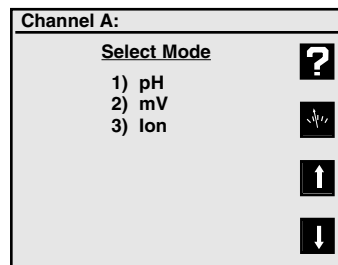 Channel A:
Select Mode
1) pH
2) mV
3) Ion
?